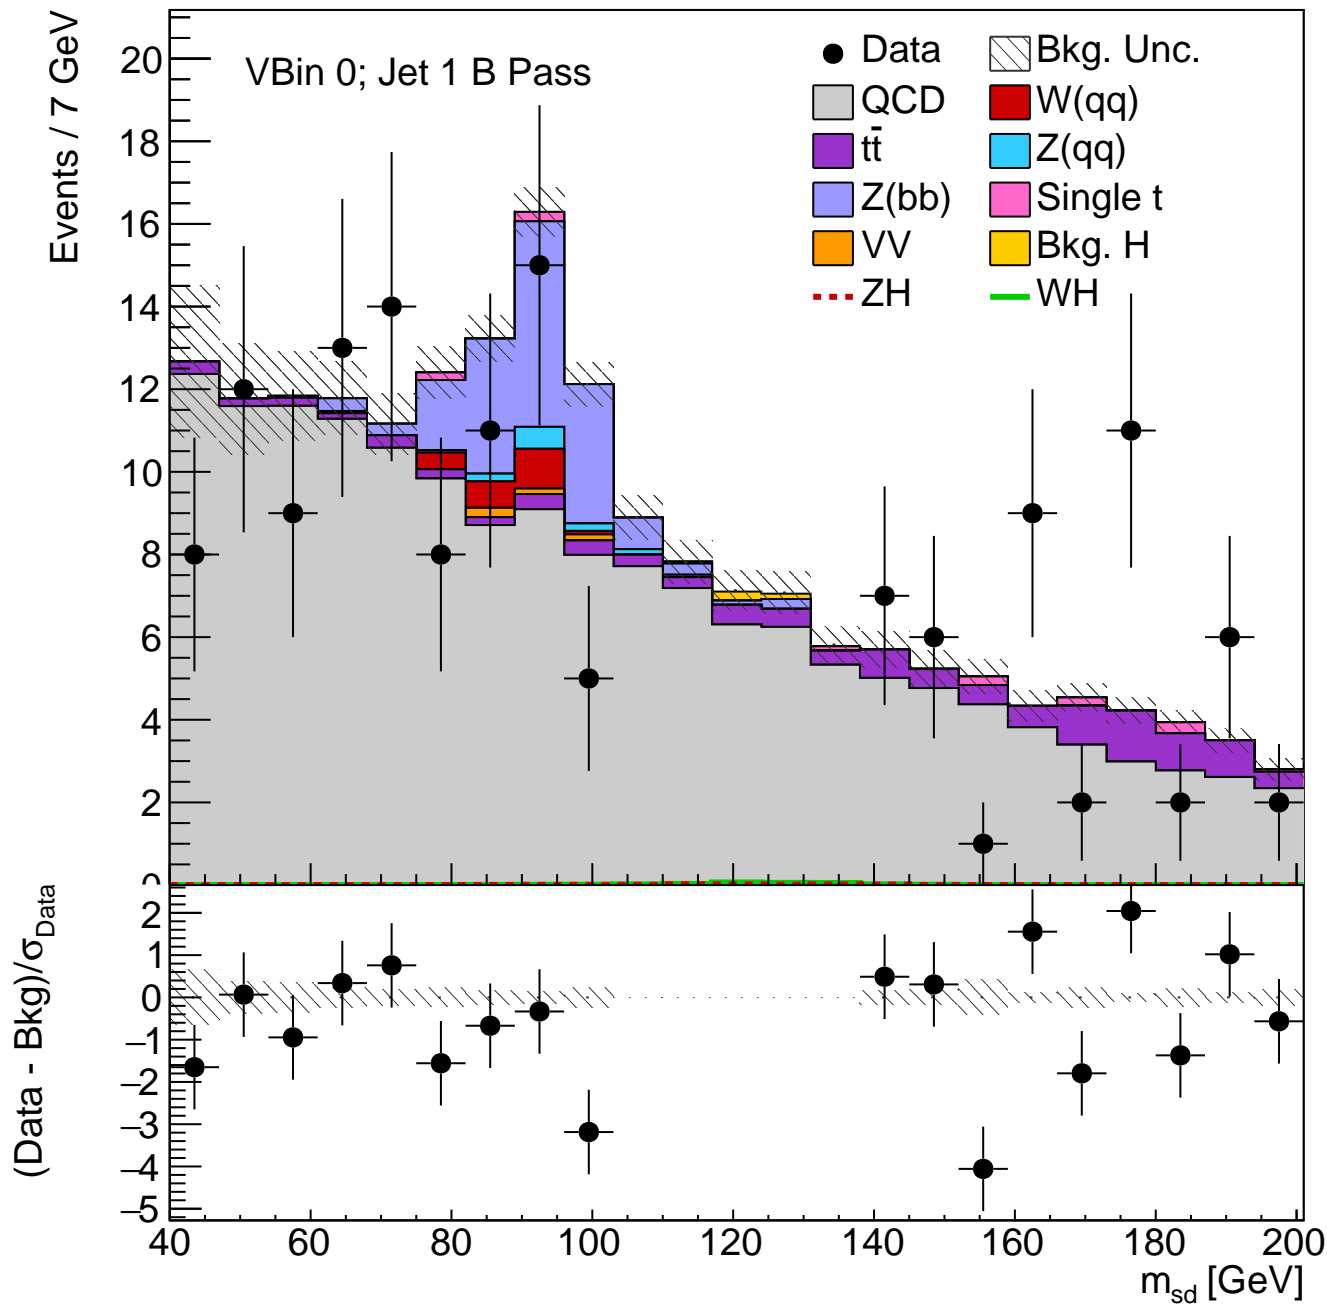 Events / 7 GeV
VBin 0; Jet 1 B Pass
Data
Bkg. Unc.
QCD
W(qq)
tt̄
Z(qq)
Z(bb)
Single t
VV
Bkg. H
ZH
WH
20
18
16
14
12
10
8
6
4
2
0
(Data - Bkg)/σData
2
1
0
−1
−2
−3
−4
−5
40 60 80 100 120 140 160 180 200
msd [GeV]